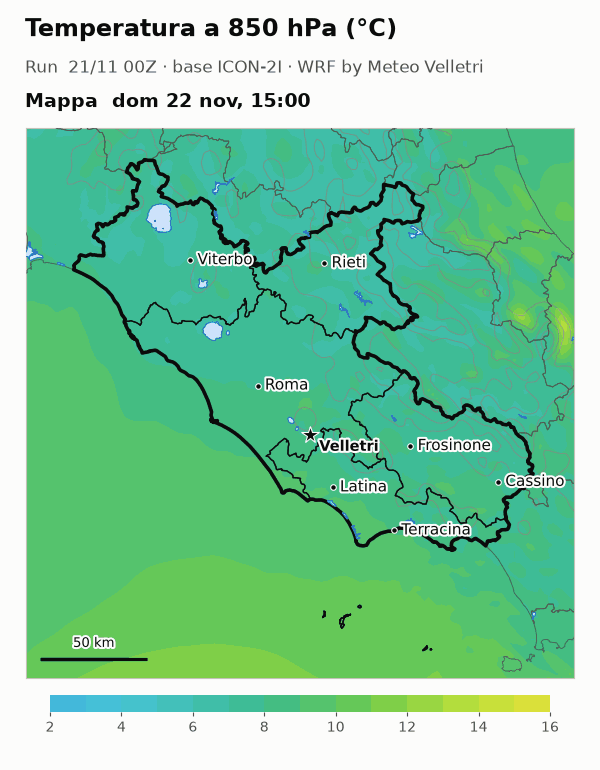 Temperatura a 850 hPa (°C)
Run 21/11 00Z · base ICON-2I · WRF by Meteo Velletri
Mappa dom 22 nov, 15:00
Viterbo
Rieti
Roma
Velletri
Frosinone
Latina
Cassino
Terracina
50 km
2 4 6 8 10 12 14 16